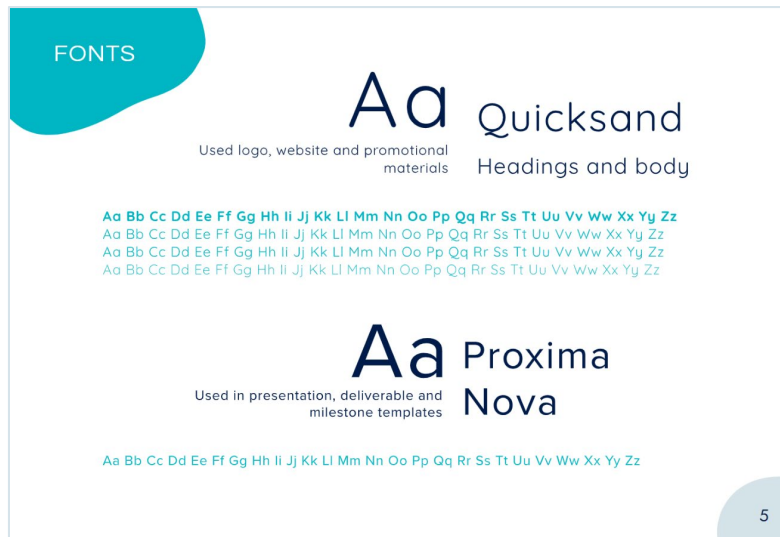 FONTS
Aa
Quicksand
Used logo, website and promotional
materials
Headings and body
Aa Bb Cc Dd Ee Ff Gg Hh Ii Jj Kk Ll Mm Nn Oo Pp Qq Rr Ss Tt Uu Vv Ww Xx Yy Zz
Aa Bb Cc Dd Ee Ff Gg Hh Ii Jj Kk Ll Mm Nn Oo Pp Qq Rr Ss Tt Uu Vv Ww Xx Yy Zz
Aa Bb Cc Dd Ee Ff Gg Hh Ii Jj Kk Ll Mm Nn Oo Pp Qq Rr Ss Tt Uu Vv Ww Xx Yy Zz
Aa Bb Cc Dd Ee Ff Gg Hh Ii Jj Kk Ll Mm Nn Oo Pp Qq Rr Ss Tt Uu Vv Ww Xx Yy Zz
Aa
Proxima
Nova
Used in presentation, deliverable and
milestone templates
Aa Bb Cc Dd Ee Ff Gg Hh Ii Jj Kk Ll Mm Nn Oo Pp Qq Rr Ss Tt Uu Vv Ww Xx Yy Zz
5